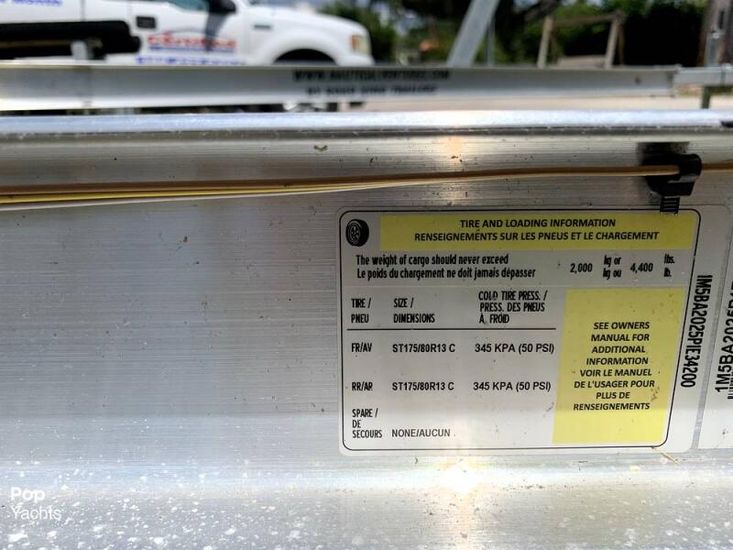 TIRE AND LOADING INFORMATION
RENSEIGNEMENTS SUR LES PNEUS ET LE CHARGEMENT
The weight of cargo should never exceed
Le poids du chargement ne doit jamais dépasser
2,000 kg or kg ou 4,400 lbs. lb.
TIRE / PNEU
SIZE / DIMENSIONS
COLD TIRE PRESS. /
PRESS. DES PNEUS
À FROID
FR/AV ST175/80R13 C 345 KPA (50 PSI)
RR/AR ST175/80R13 C 345 KPA (50 PSI)
SPARE /
DE
SECOURS NONE/AUCUN
SEE OWNERS
MANUAL FOR
ADDITIONAL
INFORMATION
VOIR LE MANUEL
DE L'USAGER POUR
PLUS DE
RENSEIGNEMENTS
1M5BA2025P1E34200
Pop
Yachts